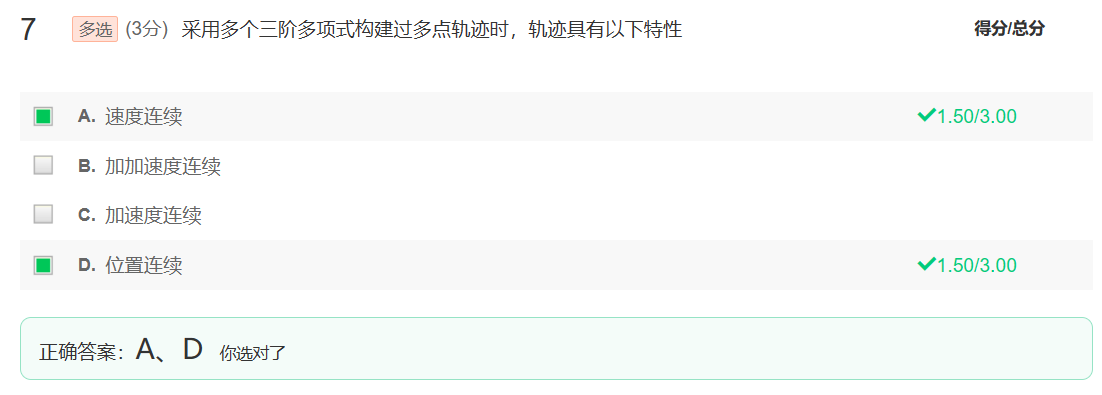 7 多选 (3分) 采用多个三阶多项式构建过多点轨迹时，轨迹具有以下特性 得分/总分
A. 速度连续 1.50/3.00
B. 加加速度连续
C. 加速度连续
D. 位置连续 1.50/3.00
正确答案：A、D 你选对了